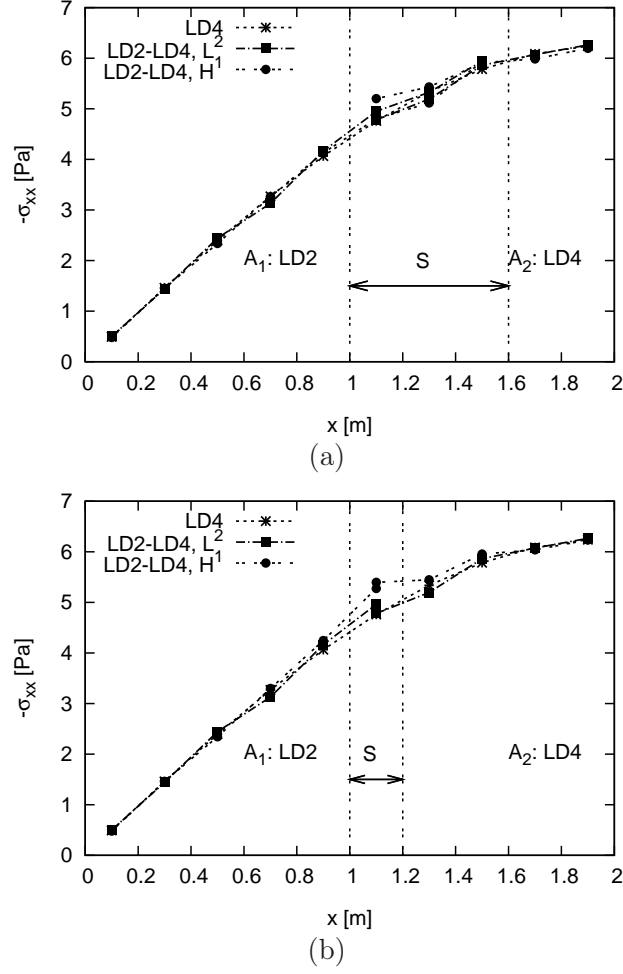 7
6
5
4
3
2
1
0
-σxx [Pa]
LD4
LD2-LD4, L²
LD2-LD4, H¹
A₁: LD2
S
A₂: LD4
0 0.2 0.4 0.6 0.8 1 1.2 1.4 1.6 1.8 2
x [m]
(a)
7
6
5
4
3
2
1
0
-σxx [Pa]
LD4
LD2-LD4, L²
LD2-LD4, H¹
A₁: LD2
S
A₂: LD4
0 0.2 0.4 0.6 0.8 1 1.2 1.4 1.6 1.8 2
x [m]
(b)